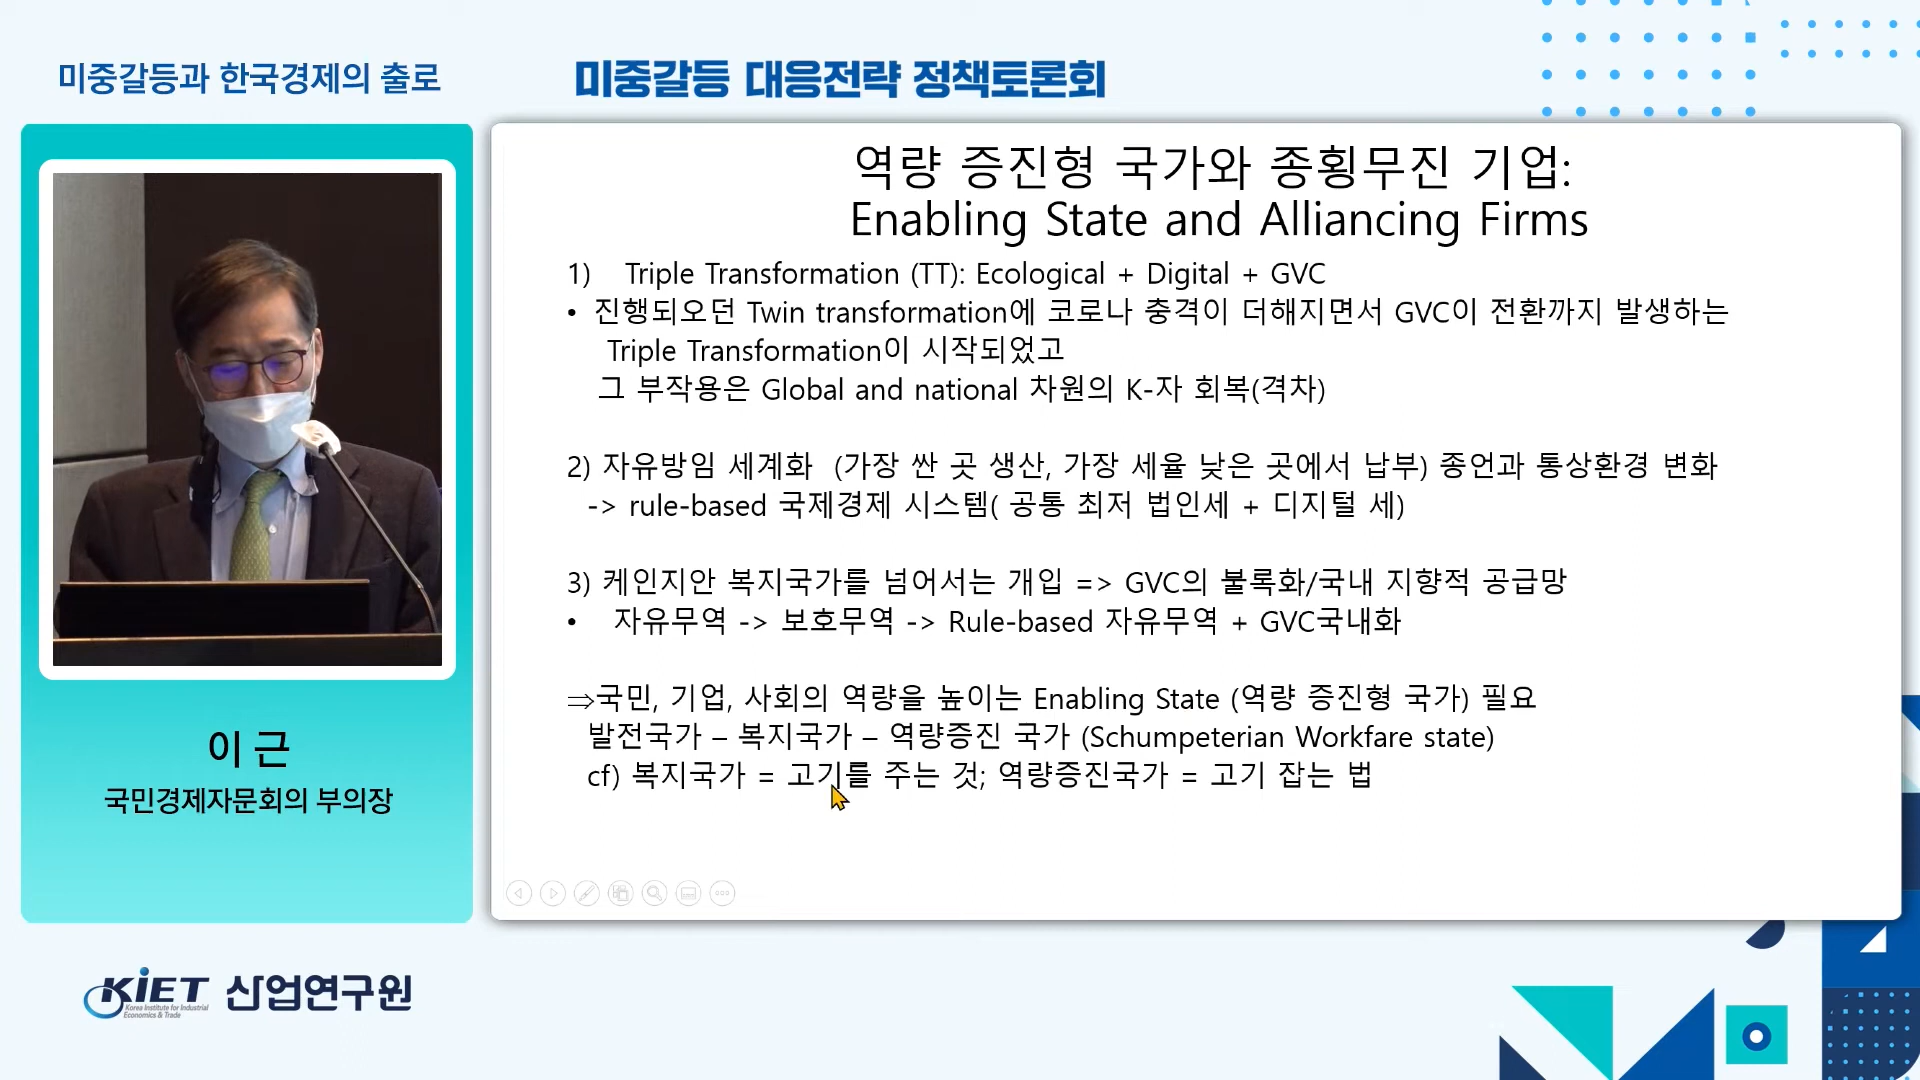 미중갈등과 한국경제의 출로
미중갈등 대응전략 정책토론회
역량 증진형 국가와 종횡무진 기업:
Enabling State and Alliancing Firms
1) Triple Transformation (TT): Ecological + Digital + GVC
• 진행되오던 Twin transformation에 코로나 충격이 더해지면서 GVC이 전환까지 발생하는
Triple Transformation이 시작되었고
그 부작용은 Global and national 차원의 K-자 회복(격차)
2) 자유방임 세계화 (가장 싼 곳 생산, 가장 세율 낮은 곳에서 납부) 종언과 통상환경 변화
-> rule-based 국제경제 시스템( 공통 최저 법인세 + 디지털 세)
3) 케인지안 복지국가를 넘어서는 개입 => GVC의 불록화/국내 지향적 공급망
• 자유무역 -> 보호무역 -> Rule-based 자유무역 + GVC국내화
⇒국민, 기업, 사회의 역량을 높이는 Enabling State (역량 증진형 국가) 필요
발전국가 – 복지국가 – 역량증진 국가 (Schumpeterian Workfare state)
cf) 복지국가 = 고기를 주는 것; 역량증진국가 = 고기 잡는 법
이 근
국민경제자문회의 부의장
KIET 산업연구원
Korea Institute for Industrial
Economics & Trade